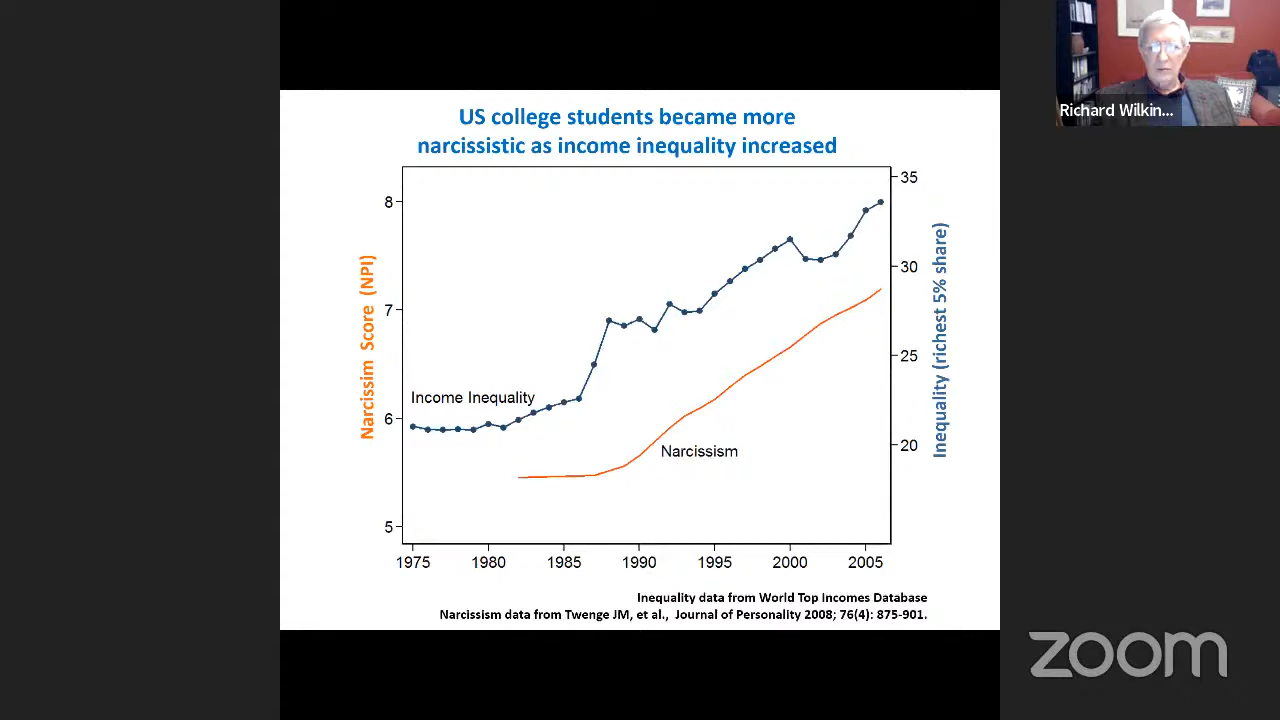 US college students became more
narcissistic as income inequality increased
Richard Wilkin...
8
7
6
5
Narcissim Score (NPI)
35
30
25
20
Inequality (richest 5% share)
Income Inequality
Narcissism
1975 1980 1985 1990 1995 2000 2005
Inequality data from World Top Incomes Database
Narcissism data from Twenge JM, et al., Journal of Personality 2008; 76(4): 875-901.
zoom